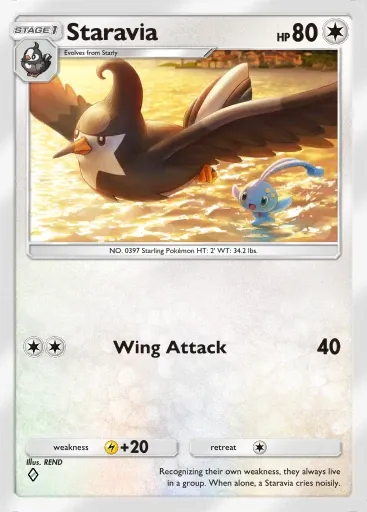 STAGE 1 Staravia HP 80
Evolves from Starly
NO. 0397 Starling Pokémon HT: 2' WT: 34.2 lbs.
Wing Attack 40
weakness +20 retreat
Illus. REND
Recognizing their own weakness, they always live
in a group. When alone, a Staravia cries noisily.